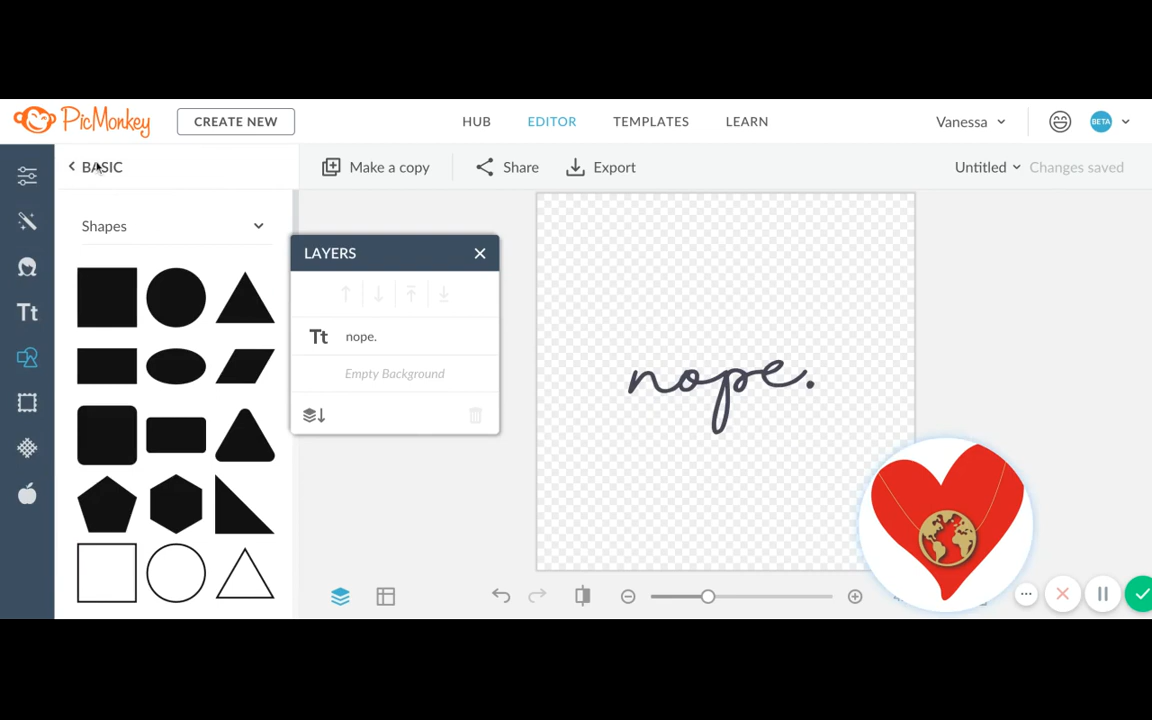 PicMonkey
CREATE NEW
HUB
EDITOR
TEMPLATES
LEARN
Vanessa
BETA
BASIC
Make a copy
Share
Export
Untitled
Changes saved
Shapes
LAYERS
Tt
Tt nope.
Empty Background
nope.